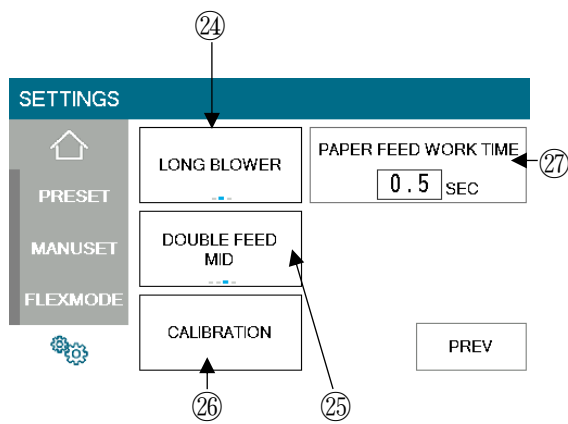 ㉔
SETTINGS
LONG BLOWER
PAPER FEED WORK TIME
0.5 SEC
㉗
PRESET
MANUSET
FLEXMODE
DOUBLE FEED
MID
CALIBRATION
PREV
㉖
㉕